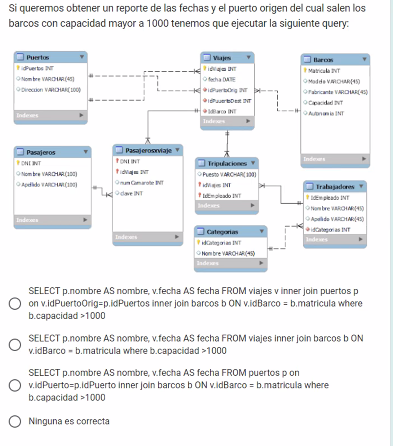 Si queremos obtener un reporte de las fechas y el puerto origen del cual salen los
barcos con capacidad mayor a 1000 tenemos que ejecutar la siguiente query:
Puertos
idPuertos INT
Nombre VARCHAR(45)
Direccion VARCHAR(100)
Indexes
Viajes
idViajes INT
fecha DATE
idPuertoOrig INT
idPuertoDest INT
idBarco INT
Indexes
Barcos
Matricula INT
Modelo VARCHAR(45)
Fabricante VARCHAR(45)
Capacidad INT
Autonomia INT
Indexes
Pasajeros
DNI INT
Nombre VARCHAR(100)
Apellido VARCHAR(100)
Indexes
Pasajerosxviaje
DNI INT
idViajes INT
numCamarote INT
clave INT
Indexes
Tripulaciones
Puesto VARCHAR(100)
idViajes INT
IdEmpleado INT
Indexes
Trabajadores
IdEmpleado INT
Nombre VARCHAR(45)
Apellido VARCHAR(45)
idCategorias INT
Indexes
Categorias
idCategorias INT
Nombre VARCHAR(45)
Indexes
SELECT p.nombre AS nombre, v.fecha AS fecha FROM viajes v inner join puertos p
on v.idPuertoOrig=p.idPuertos inner join barcos b ON v.idBarco = b.matricula where
b.capacidad >1000
SELECT p.nombre AS nombre, v.fecha AS fecha FROM viajes inner join barcos b ON
v.idBarco = b.matricula where b.capacidad >1000
SELECT p.nombre AS nombre, v.fecha AS fecha FROM puertos p on
v.idPuerto=p.idPuerto inner join barcos b ON v.idBarco = b.matricula where
b.capacidad >1000
Ninguna es correcta